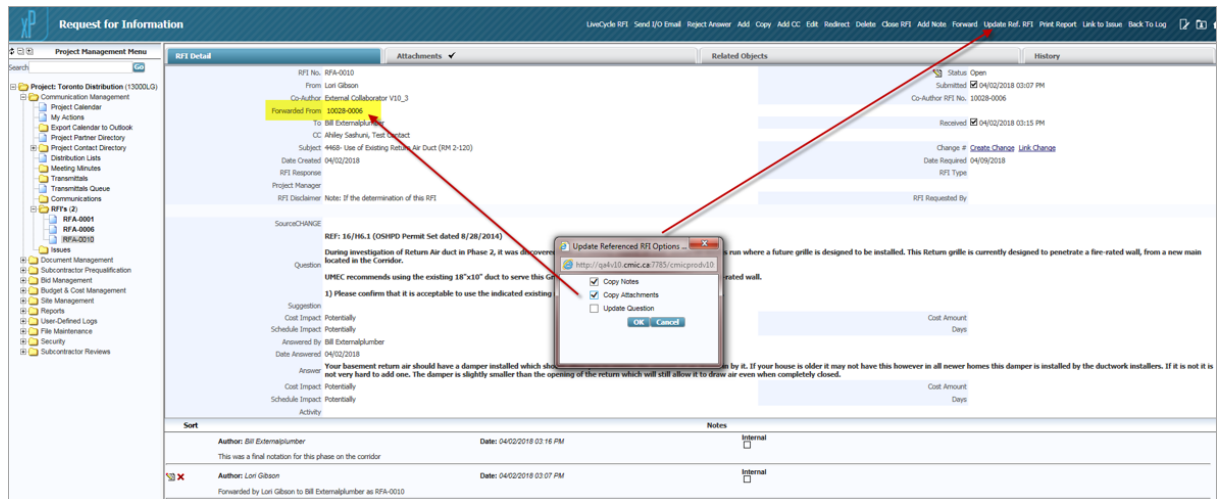 xP Request for Information
LiveCycle RFI Send I/O Email Reject Answer Add Copy Add CC Edit Redirect Delete Close RFI Add Note Forward Update Ref. RFI Print Report Link to Issue Back To Log
Project Management Menu
Search Go
Project: Toronto Distribution (13000LG)
Communication Management
Project Calendar
My Actions
Export Calendar to Outlook
Project Partner Directory
Project Contact Directory
Distribution Lists
Meeting Minutes
Transmittals
Transmittals Queue
Communications
RFI's (2)
RFA-0001
RFA-0006
RFA-0010
Issues
Document Management
Subcontractor Prequalification
Bid Management
Budget & Cost Management
Site Management
Reports
User-Defined Logs
File Maintenance
Security
Subcontractor Reviews
RFI Detail Attachments ✓ Related Objects History
RFI No. RFA-0010 Status Open
From Lori Gibson Submitted 04/02/2018 03:07 PM
Co-Author External Collaborator V10_3 Co-Author RFI No. 10028-0006
Forwarded From 10028-0006
To Bill Externalplumber Received 04/02/2018 03:15 PM
CC Ahiley Sashuni, Test Contact
Subject 4468- Use of Existing Return Air Duct (RM 2-120) Change # Create Change Link Change
Date Created 04/02/2018 Date Required 04/09/2018
RFI Response RFI Type
Project Manager
RFI Disclaimer Note: If the determination of this RFI RFI Requested By
SourceCHANGE
REF: 16/H6.1 (OSHPD Permit Set dated 8/28/2014)
Question
During investigation of Return Air duct in Phase 2, it was discovered run where a future grille is designed to be installed. This Return grille is currently designed to penetrate a fire-rated wall, from a new main
located in the Corridor.
UMEC recommends using the existing 18"x10" duct to serve this -rated wall.
1) Please confirm that it is acceptable to use the indicated existing
Suggestion
Cost Impact Potentially Cost Amount
Schedule Impact Potentially Days
Answered By Bill Externalplumber
Date Answered 04/02/2018
Answer
Your basement return air should have a damper installed which by it. If your house is older it may not have this however in all newer homes this damper is installed by the ductwork installers. If it is not it is
not very hard to add one. The damper is slightly smaller than the opening of the return which will still allow it to draw air even when completely closed.
Cost Impact Potentially Cost Amount
Schedule Impact Potentially Days
Activity
Update Referenced RFI Options ...
http://qa4v10.cmic.ca:7785/cmicprodv10
Copy Notes
Copy Attachments
Update Question
OK Cancel
Sort Notes
Author: Bill Externalplumber Date: 04/02/2018 03:16 PM Internal
This was a final notation for this phase on the corridor
Author: Lori Gibson Date: 04/02/2018 03:07 PM Internal
Forwarded by Lori Gibson to Bill Externalplumber as RFA-0010